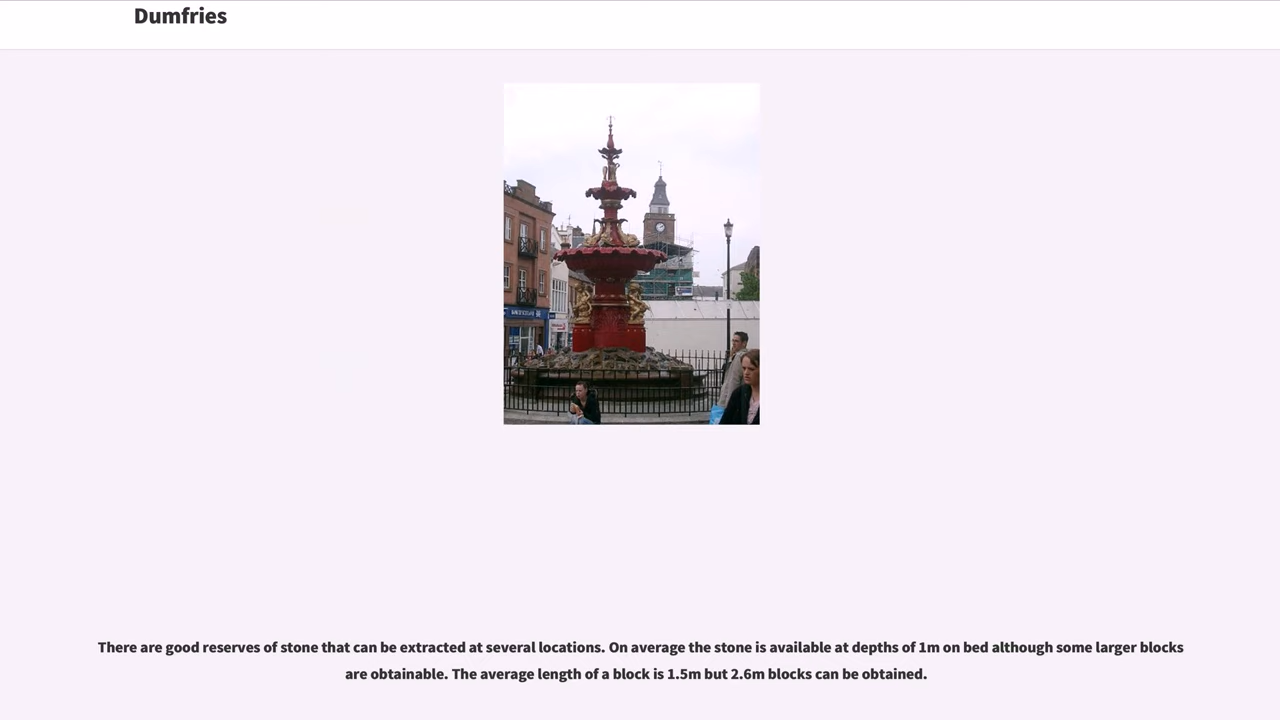 Dumfries
There are good reserves of stone that can be extracted at several locations. On average the stone is available at depths of 1m on bed although some larger blocks
are obtainable. The average length of a block is 1.5m but 2.6m blocks can be obtained.